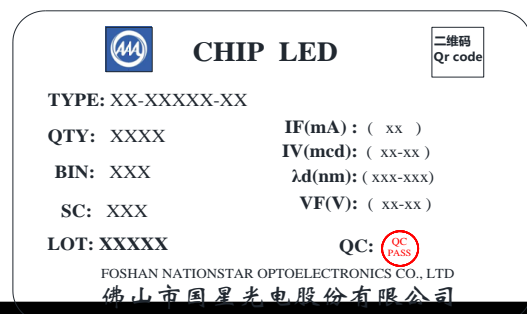 CHIP LED
二维码
Qr code
TYPE: XX-XXXXX-XX
QTY: XXXX
IF(mA) : ( xx )
IV(mcd): ( xx-xx )
BIN: XXX
λd(nm): ( xxx-xxx)
SC: XXX
VF(V): ( xx-xx )
LOT: XXXXX
QC: QC
PASS
FOSHAN NATIONSTAR OPTOELECTRONICS CO., LTD
佛山市国星光电股份有限公司